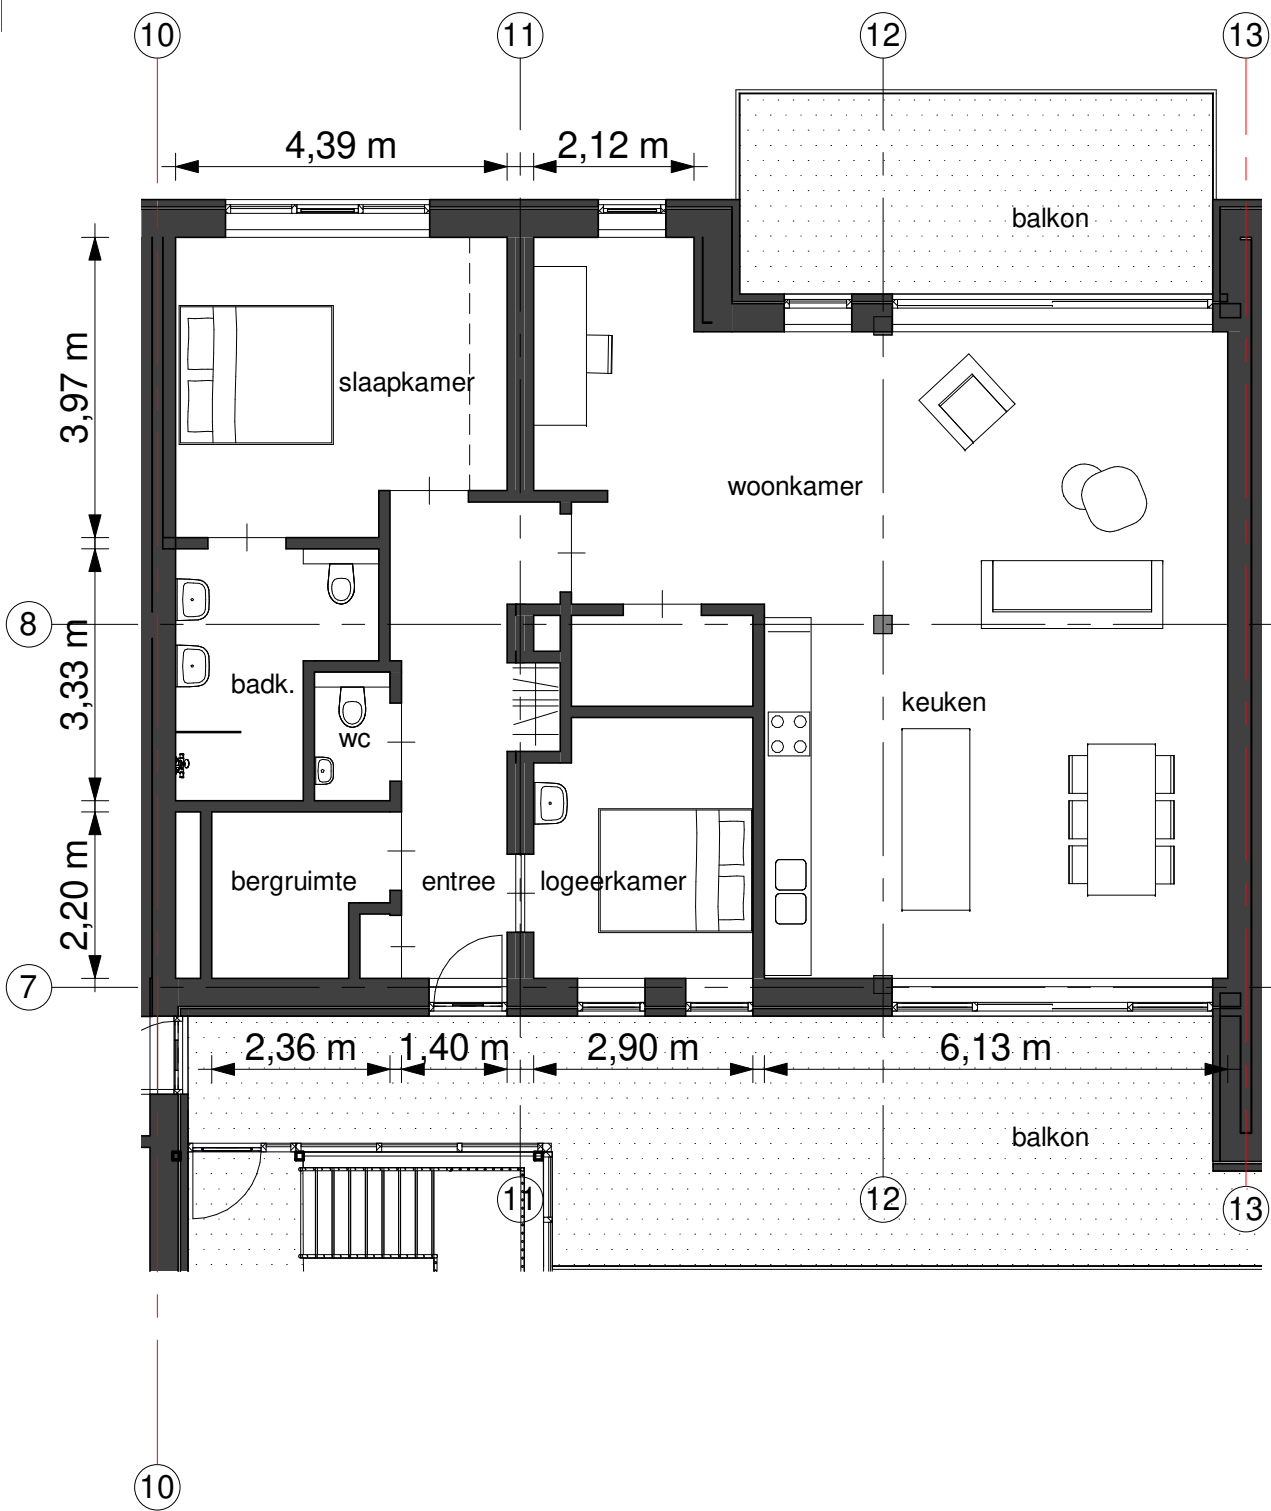 10
11
12
13
4,39 m
2,12 m
balkon
3,97 m
slaapkamer
woonkamer
8
3,33 m
badk.
wc
keuken
2,20 m
bergruimte
entree
logeerkamer
7
2,36 m
1,40 m
2,90 m
6,13 m
balkon
11
12
13
10